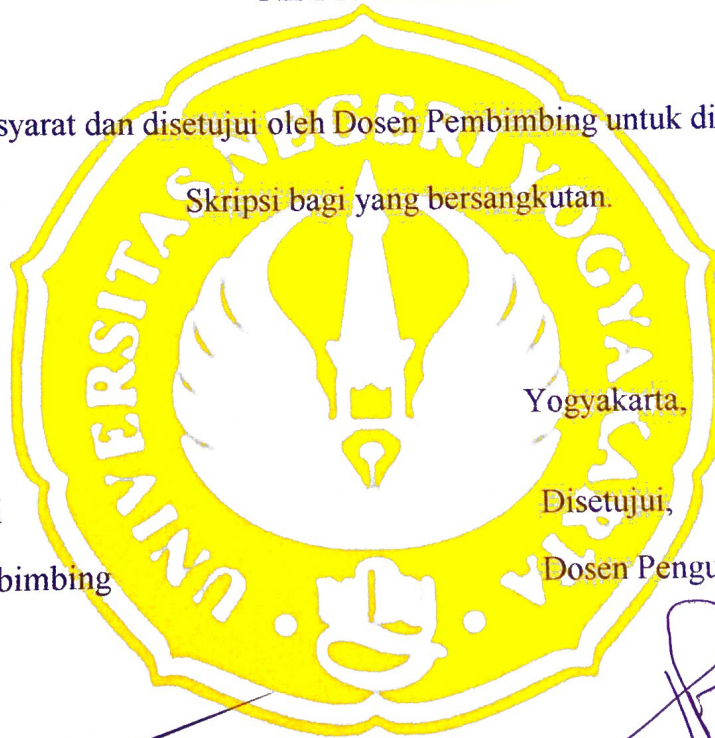 syarat dan disetujui oleh Dosen Pembimbing untuk di
Skripsi bagi yang bersangkutan.
UNIVERSITAS NEGERI YOGYAKARTA
Yogyakarta,
Disetujui,
bimbing
Dosen Pengu